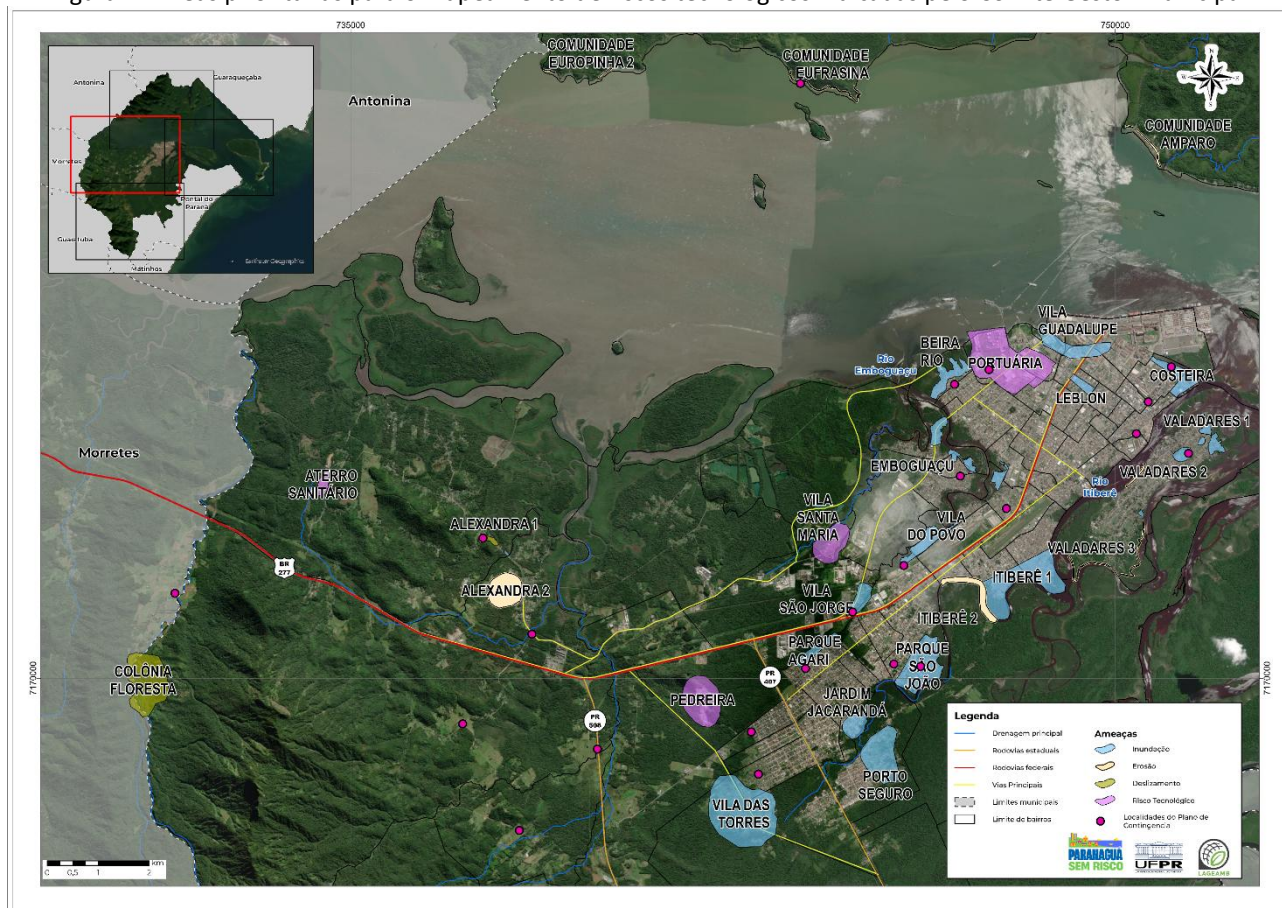 735000
750000
Antonina
Guaraqueçaba
Morretes
Pontal do
Paraná
Guaratuba
Matinhos
Antonina
COMUNIDADE
EUROPINHA 2
COMUNIDADE
EUFRASINA
COMUNIDADE
AMPARO
Morretes
VILA
GUADALUPE
BEIRA
RIO
PORTUÁRIA
Rio
Emboguaçu
COSTEIRA
LEBLON
VALADARES 1
VALADARES 2
EMBOGUAÇU
Rio
Itiberê
ATERRO
SANITÁRIO
ALEXANDRA 1
VILA
SANTA
MARIA
VILA
DO POVO
VALADARES 3
BR
277
ALEXANDRA 2
VILA
SÃO JORGE
ITIBERÊ 1
ITIBERÊ 2
PARQUE
AGARI
PARQUE
SÃO
JOÃO
COLÔNIA
FLORESTA
PEDREIRA
PR
407
JARDIM
JACARANDÁ
PR
508
VILA DAS
TORRES
PORTO
SEGURO
7170000
7170000
Legenda
Drenagem principal
Rodovias estaduais
Rodovias federais
Vias Principais
Limites municipais
Limite de bairros
Ameaças
Inundação
Erosão
Deslizamento
Risco Tecnológico
Localidades do Plano de
Contingência
PARANAGUÁ
SEM RISCO
UFPR
LAGEAMB
km
0 0,5 1 2